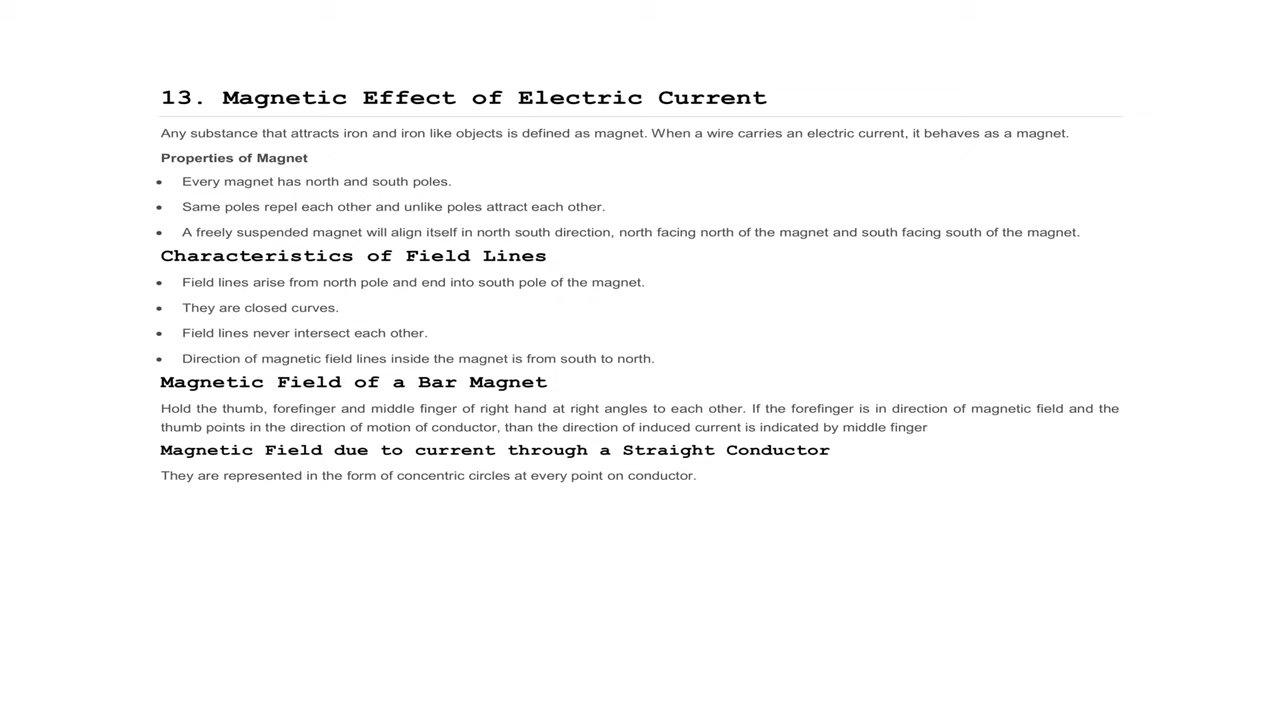 13. Magnetic Effect of Electric Current
Any substance that attracts iron and iron like objects is defined as magnet. When a wire carries an electric current, it behaves as a magnet.
Properties of Magnet
• Every magnet has north and south poles.
• Same poles repel each other and unlike poles attract each other.
• A freely suspended magnet will align itself in north south direction, north facing north of the magnet and south facing south of the magnet.
Characteristics of Field Lines
• Field lines arise from north pole and end into south pole of the magnet.
• They are closed curves.
• Field lines never intersect each other.
• Direction of magnetic field lines inside the magnet is from south to north.
Magnetic Field of a Bar Magnet
Hold the thumb, forefinger and middle finger of right hand at right angles to each other. If the forefinger is in direction of magnetic field and the
thumb points in the direction of motion of conductor, than the direction of induced current is indicated by middle finger
Magnetic Field due to current through a Straight Conductor
They are represented in the form of concentric circles at every point on conductor.